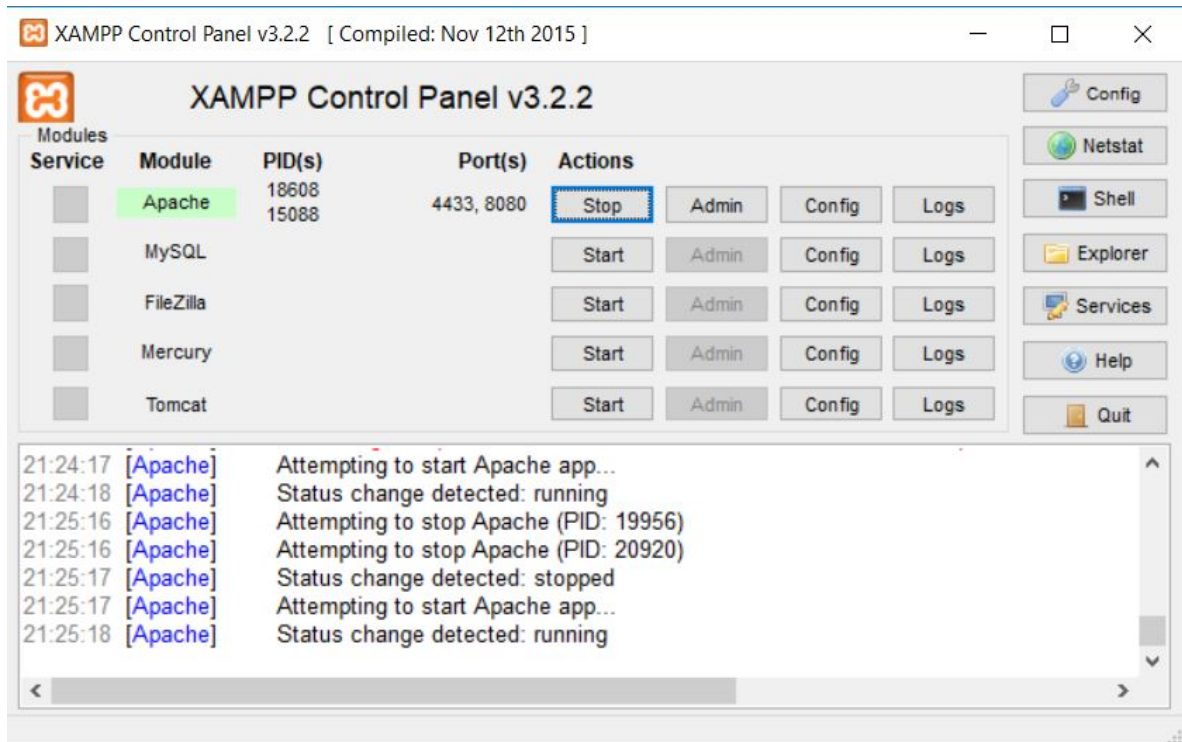 XAMPP Control Panel v3.2.2 [ Compiled: Nov 12th 2015 ]
XAMPP Control Panel v3.2.2
Config
Modules
Service Module PID(s) Port(s) Actions
Netstat
Apache 18608 15088 4433, 8080 Stop Admin Config Logs
Shell
MySQL Start Admin Config Logs
Explorer
FileZilla Start Admin Config Logs
Services
Mercury Start Admin Config Logs
Help
Tomcat Start Admin Config Logs
Quit
21:24:17 [Apache] Attempting to start Apache app...
21:24:18 [Apache] Status change detected: running
21:25:16 [Apache] Attempting to stop Apache (PID: 19956)
21:25:16 [Apache] Attempting to stop Apache (PID: 20920)
21:25:17 [Apache] Status change detected: stopped
21:25:17 [Apache] Attempting to start Apache app...
21:25:18 [Apache] Status change detected: running